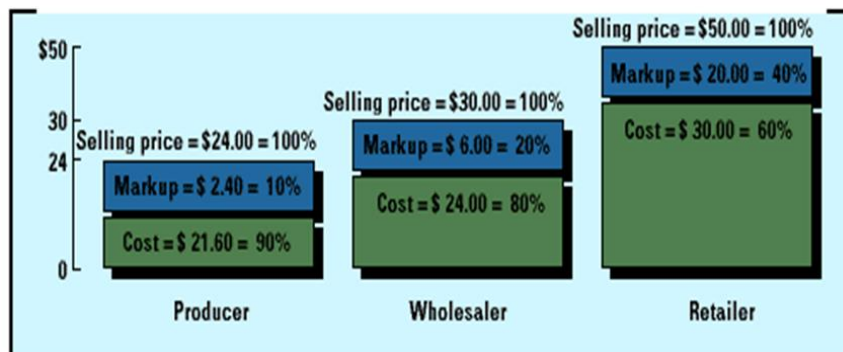 Selling price = $50.00 = 100%
$50
Markup = $ 20.00 = 40%
Selling price = $30.00 = 100%
30
Cost = $ 30.00 = 60%
Selling price = $24.00 = 100%
Markup = $ 6.00 = 20%
24
Markup = $ 2.40 = 10%
Cost = $ 24.00 = 80%
Cost = $ 21.60 = 90%
0
Producer
Wholesaler
Retailer